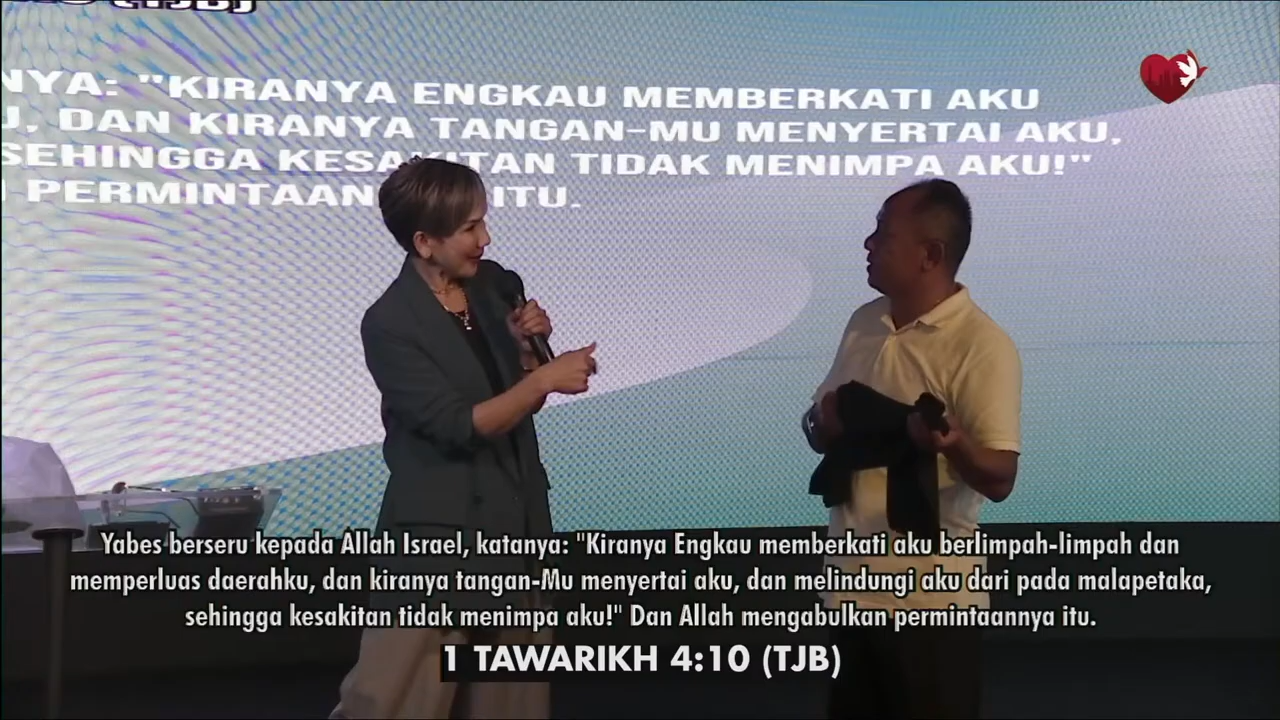 (TJB)
NYA: "KIRANYA ENGKAU MEMBERKATI AKU
U, DAN KIRANYA TANGAN-MU MENYERTAI AKU,
SEHINGGA KESAKITAN TIDAK MENIMPA AKU!"
PERMINTAAN ITU.
Yabes berseru kepada Allah Israel, katanya: "Kiranya Engkau memberkati aku berlimpah-limpah dan
memperluas daerahku, dan kiranya tangan-Mu menyertai aku, dan melindungi aku dari pada malapetaka,
sehingga kesakitan tidak menimpa aku!" Dan Allah mengabulkan permintaannya itu.
1 TAWARIKH 4:10 (TJB)